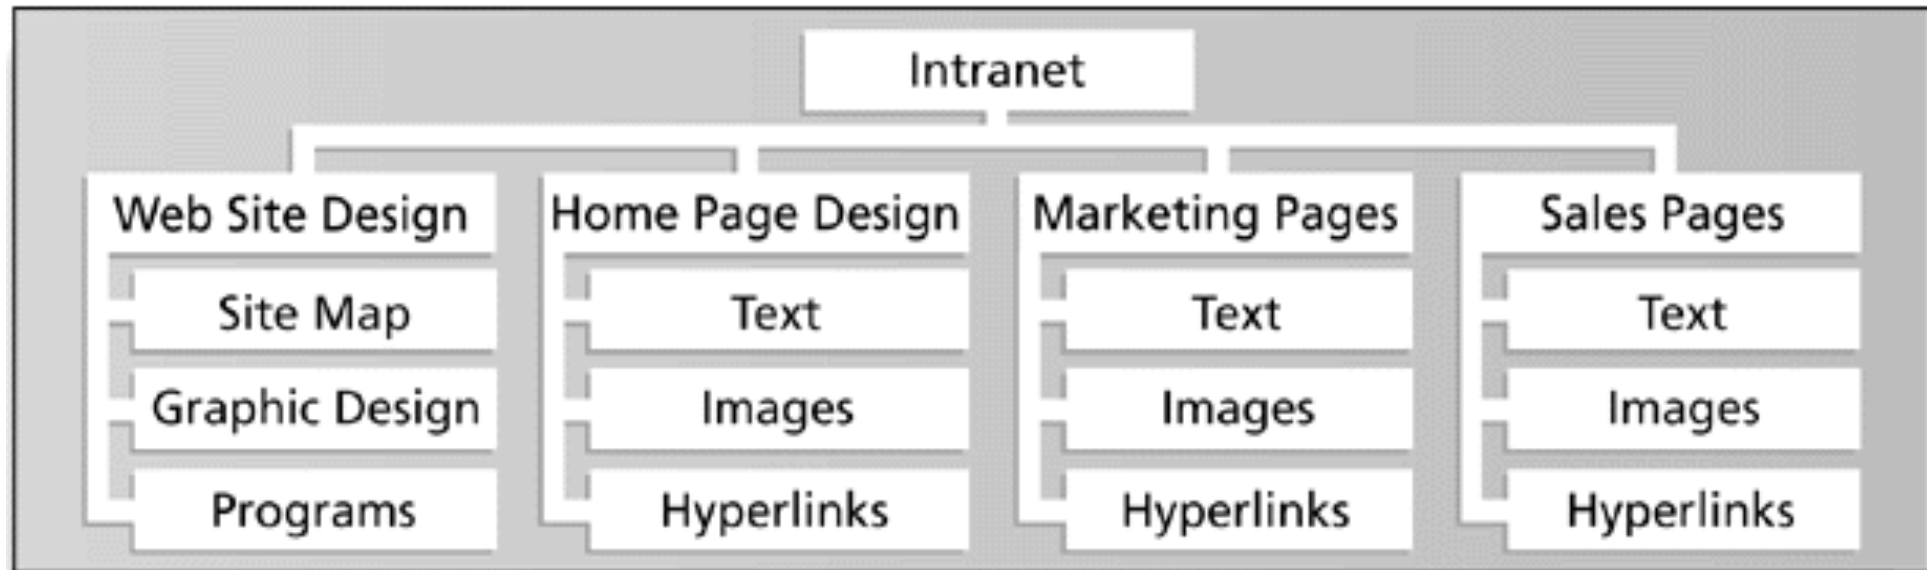 Intranet
Web Site Design
Site Map
Graphic Design
Programs
Home Page Design
Text
Images
Hyperlinks
Marketing Pages
Text
Images
Hyperlinks
Sales Pages
Text
Images
Hyperlinks